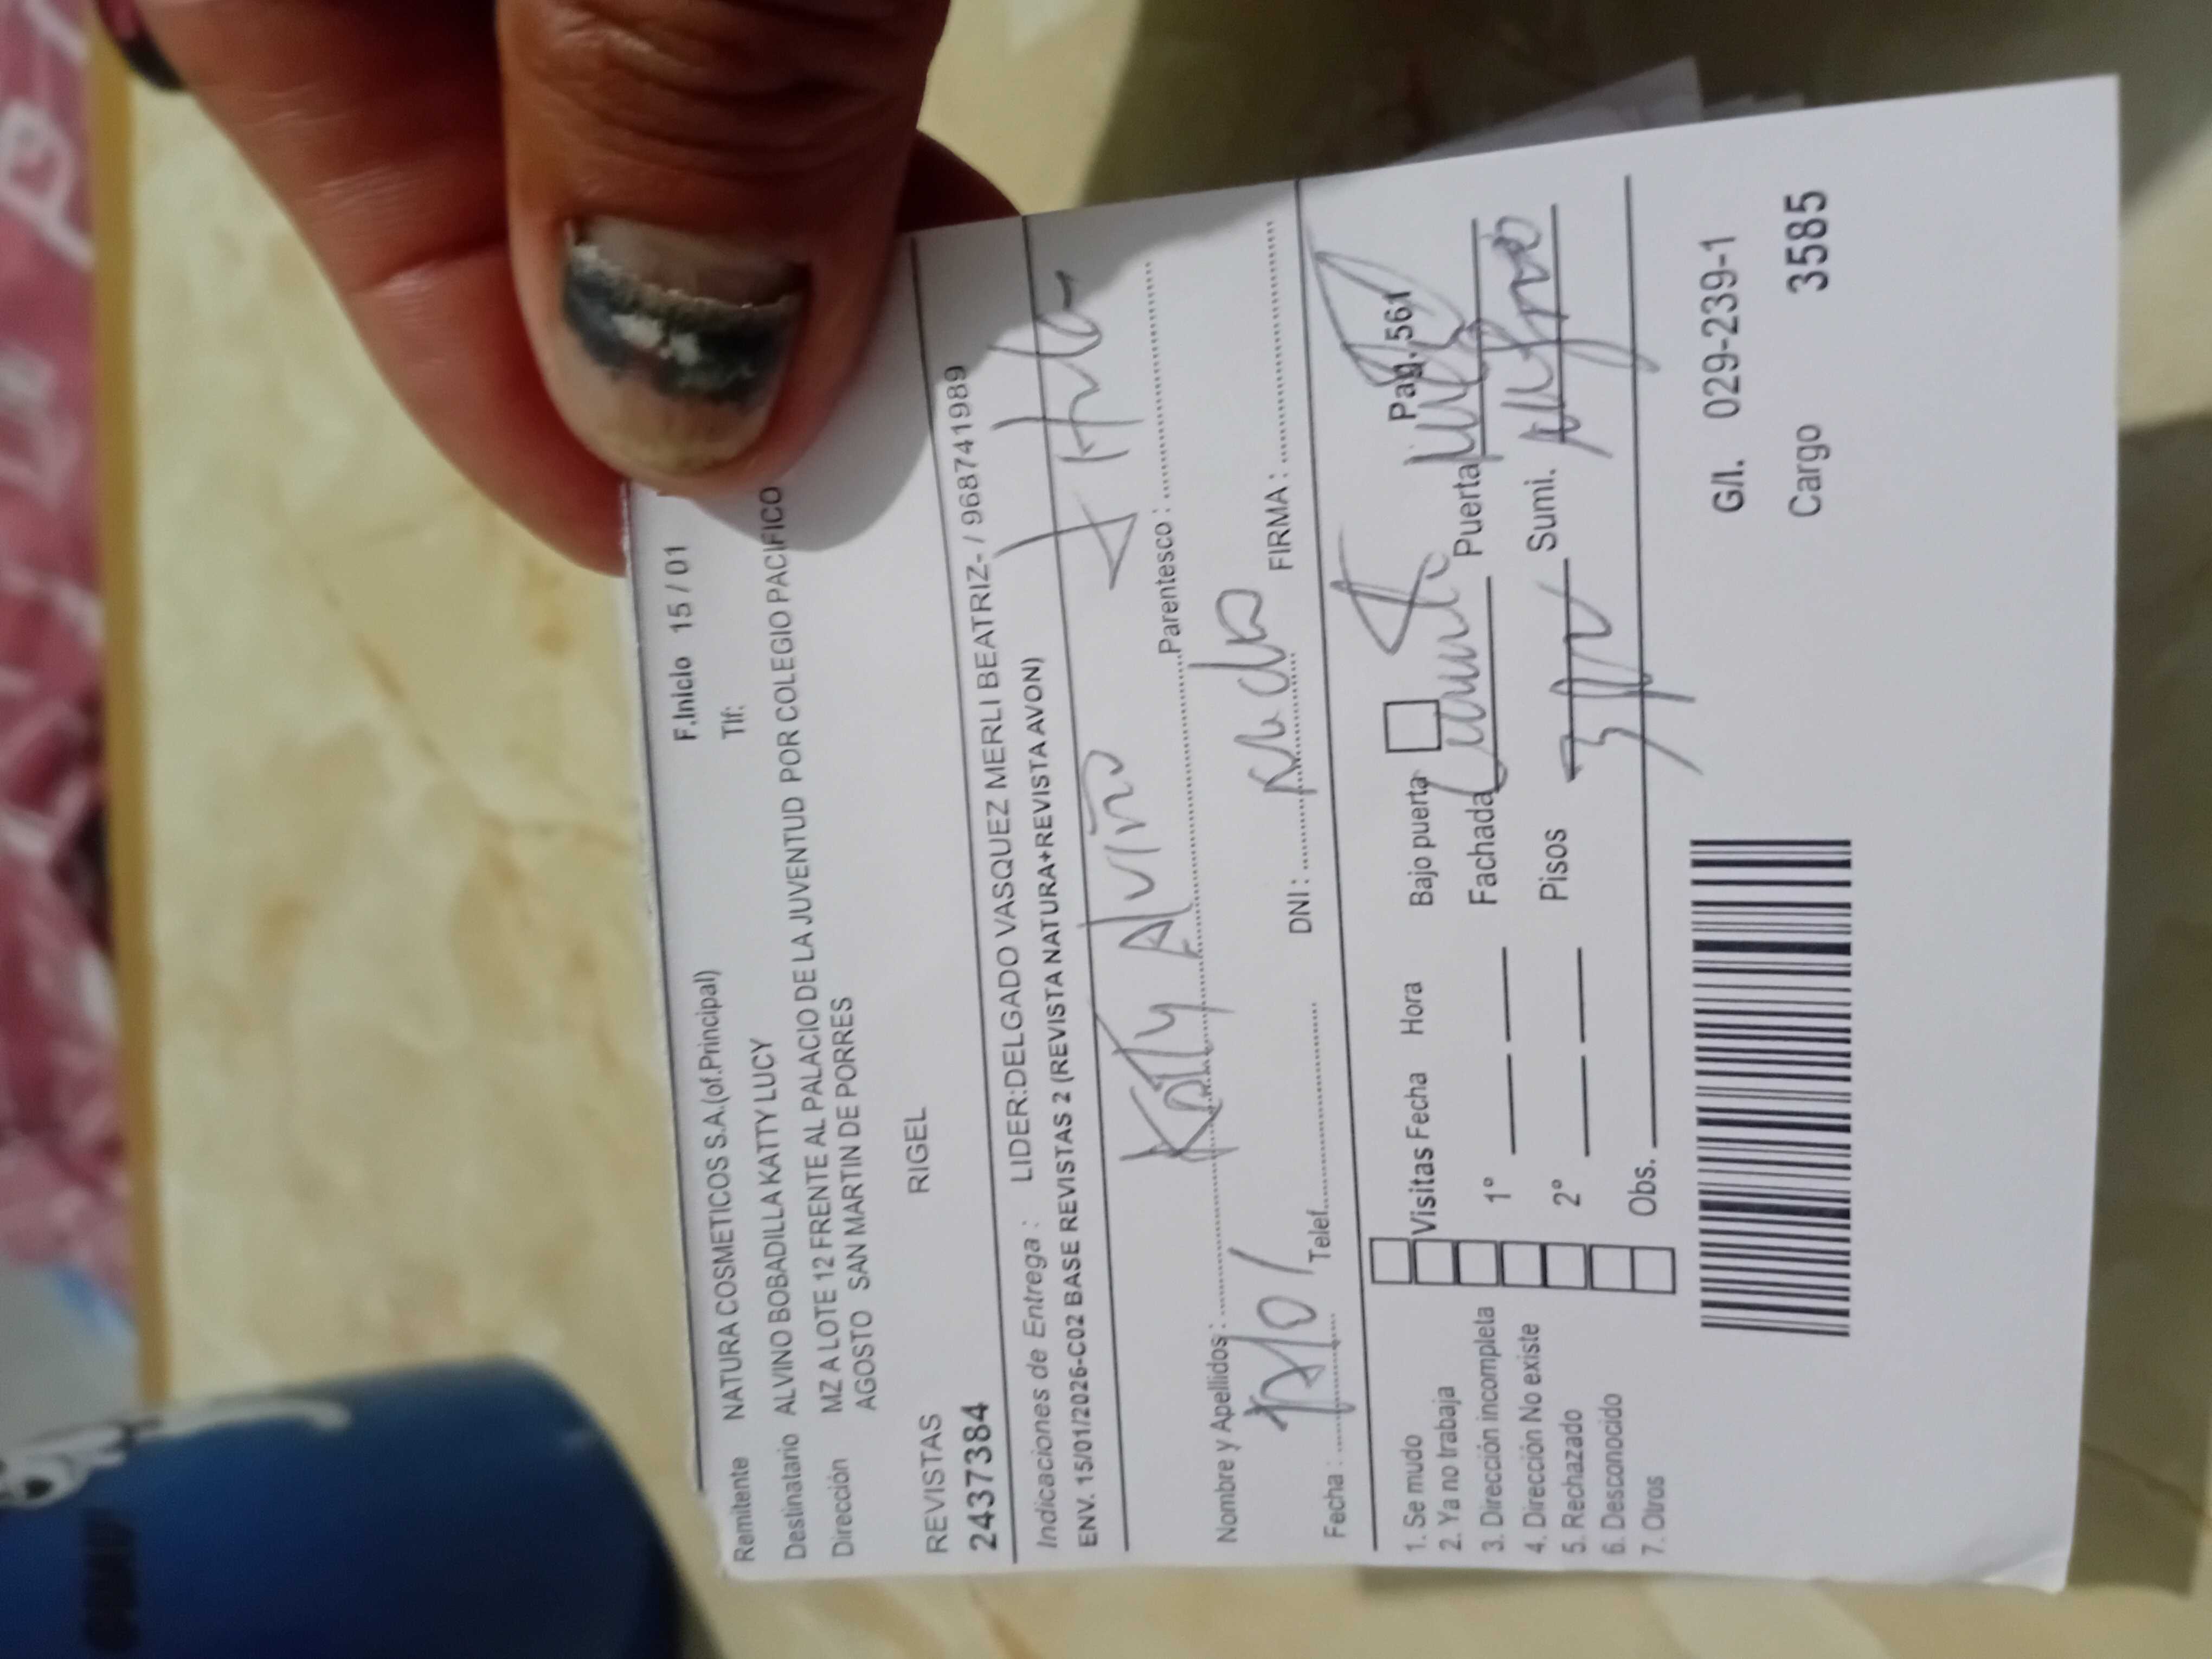 F.Inicio 15 / 01
Remitente NATURA COSMETICOS S.A.(of.Principal) Tlf:
Destinatario ALVINO BOBADILLA KATTY LUCY
Dirección MZ A LOTE 12 FRENTE AL PALACIO DE LA JUVENTUD POR COLEGIO PACIFICO
AGOSTO SAN MARTIN DE PORRES
REVISTAS RIGEL
2437384
Indicaciones de Entrega : LIDER:DELGADO VASQUEZ MERLI BEATRIZ- / 968741989
ENV. 15/01/2026-C02 BASE REVISTAS 2 (REVISTA NATURA+REVISTA AVON)
Katy Alviño
Nombre y Apellidos : Parentesco :
Fecha : Telef. DNI : FIRMA :
Pag. 561
1. Se mudo Visitas Fecha Hora Bajo puerta
2. Ya no trabaja
3. Dirección incompleta 1° Fachada Puerta
4. Dirección No existe
5. Rechazado 2° Pisos Sumi.
6. Desconocido
7. Otros Obs.
G/I. 029-239-1
Cargo 3585